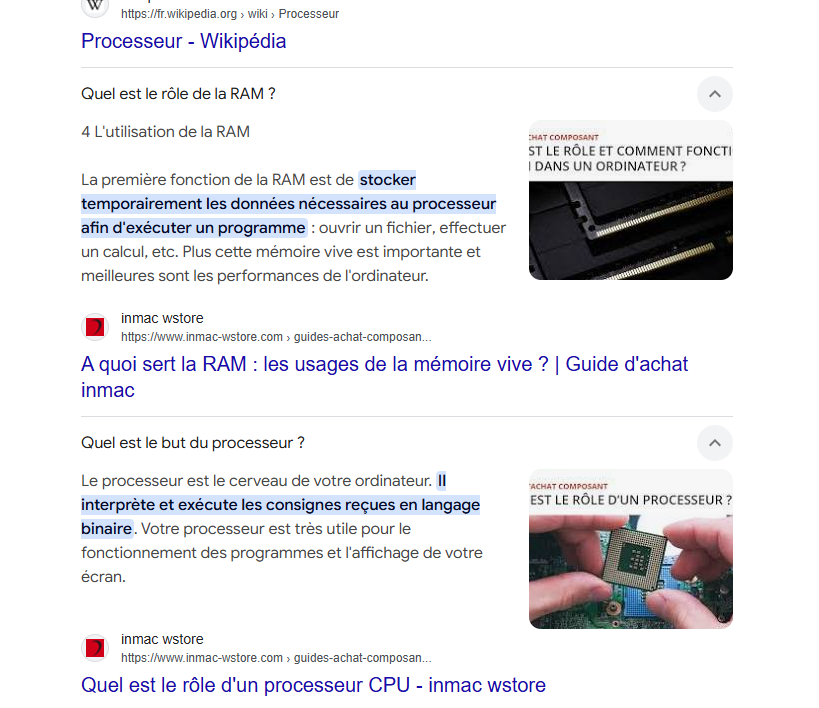 W
https://fr.wikipedia.org › wiki › Processeur
Processeur - Wikipédia
Quel est le rôle de la RAM ?
4 L'utilisation de la RAM
La première fonction de la RAM est de stocker
temporairement les données nécessaires au processeur
afin d'exécuter un programme : ouvrir un fichier, effectuer
un calcul, etc. Plus cette mémoire vive est importante et
meilleures sont les performances de l'ordinateur.
HAT COMPOSANT
ST LE RÔLE ET COMMENT FONCTI
DANS UN ORDINATEUR ?
inmac wstore
https://www.inmac-wstore.com › guides-achat-composan...
A quoi sert la RAM : les usages de la mémoire vive ? | Guide d'achat
inmac
Quel est le but du processeur ?
Le processeur est le cerveau de votre ordinateur. Il
interprète et exécute les consignes reçues en langage
binaire. Votre processeur est très utile pour le
fonctionnement des programmes et l'affichage de votre
écran.
ACHAT COMPOSANT
EST LE RÔLE D'UN PROCESSEUR ?
inmac wstore
https://www.inmac-wstore.com › guides-achat-composan...
Quel est le rôle d'un processeur CPU - inmac wstore